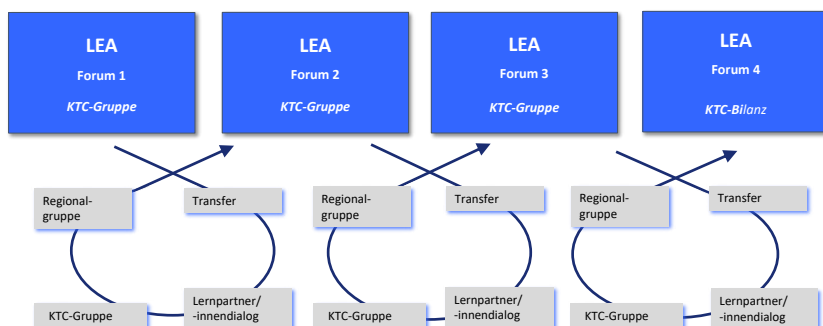 LEA
Forum 1
KTC-Gruppe
LEA
Forum 2
KTC-Gruppe
LEA
Forum 3
KTC-Gruppe
LEA
Forum 4
KTC-Bilanz
Regional-
gruppe
Transfer
KTC-Gruppe
Lernpartner/
-innendialog
Regional-
gruppe
Transfer
KTC-Gruppe
Lernpartner/
-innendialog
Regional-
gruppe
Transfer
KTC-Gruppe
Lernpartner/
-innendialog